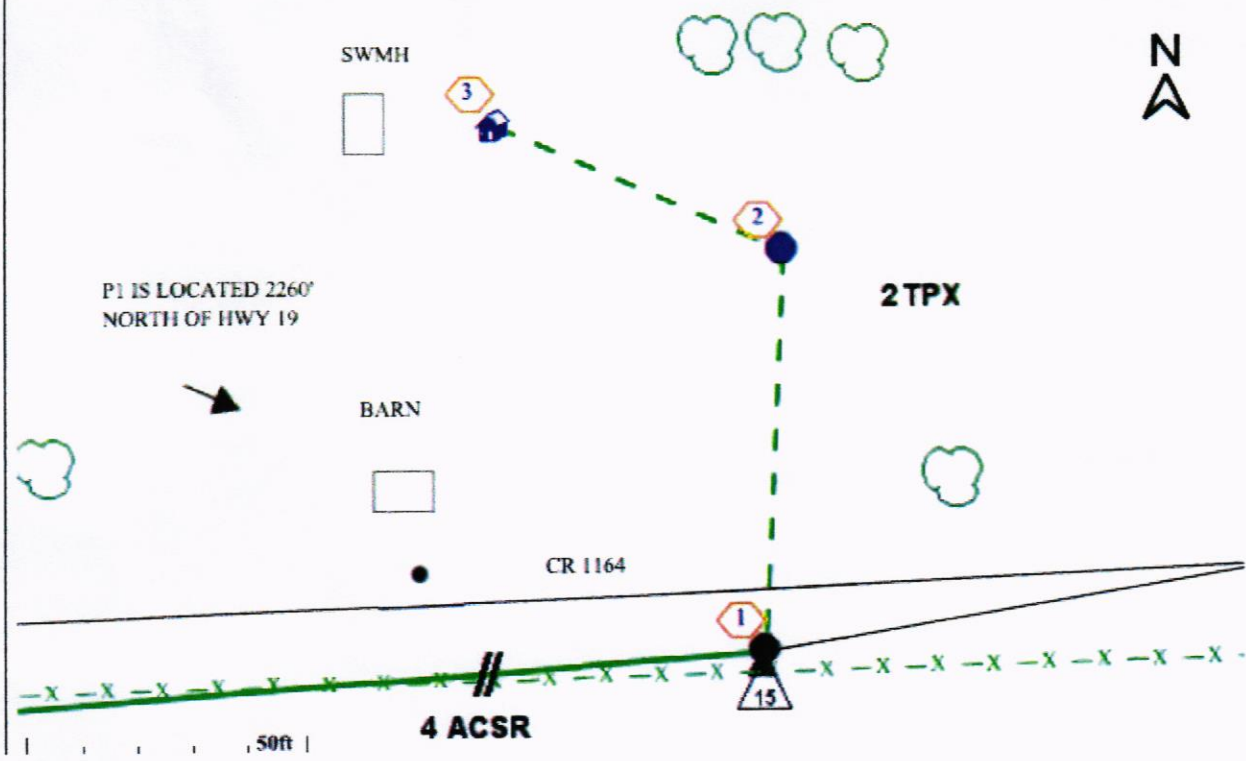 SWMH
N
3
2
P1 IS LOCATED 2260'
NORTH OF HWY 19
2 TPX
BARN
CR 1164
1
—X —X —X —X —X —X —X —X —X —X —X —X —X —X —X —X —X —X —X —X —X —X -
15
4 ACSR
50ft